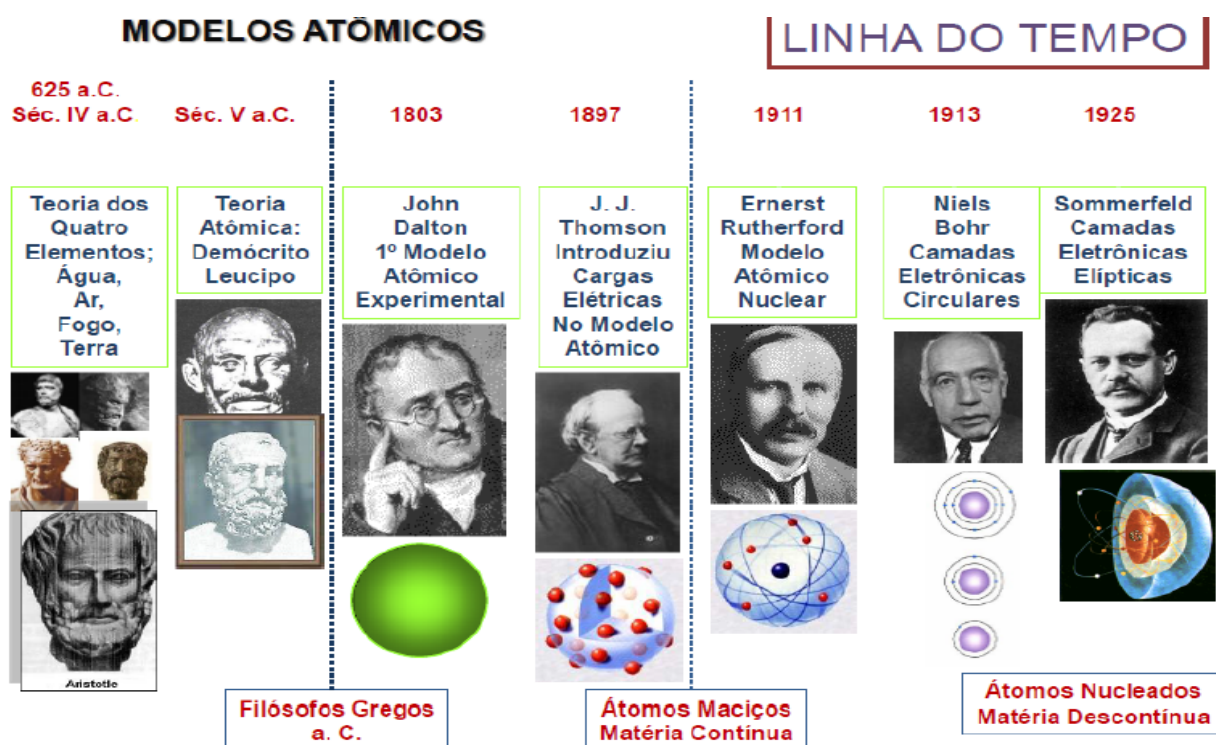 MODELOS ATÔMICOS
LINHA DO TEMPO
625 a.C.
Séc. IV a.C.
Séc. V a.C.
1803
1897
1911
1913
1925
Teoria dos
Quatro
Elementos;
Água,
Ar,
Fogo,
Terra
Teoria
Atômica:
Demócrito
Leucipo
John
Dalton
1º Modelo
Atômico
Experimental
J. J.
Thomson
Introduziu
Cargas
Elétricas
No Modelo
Atômico
Ernerst
Rutherford
Modelo
Atômico
Nuclear
Niels
Bohr
Camadas
Eletrônicas
Circulares
Sommerfeld
Camadas
Eletrônicas
Elípticas
Aristotle
Filósofos Gregos
a. C.
Átomos Maciços
Matéria Contínua
Átomos Nucleados
Matéria Descontínua